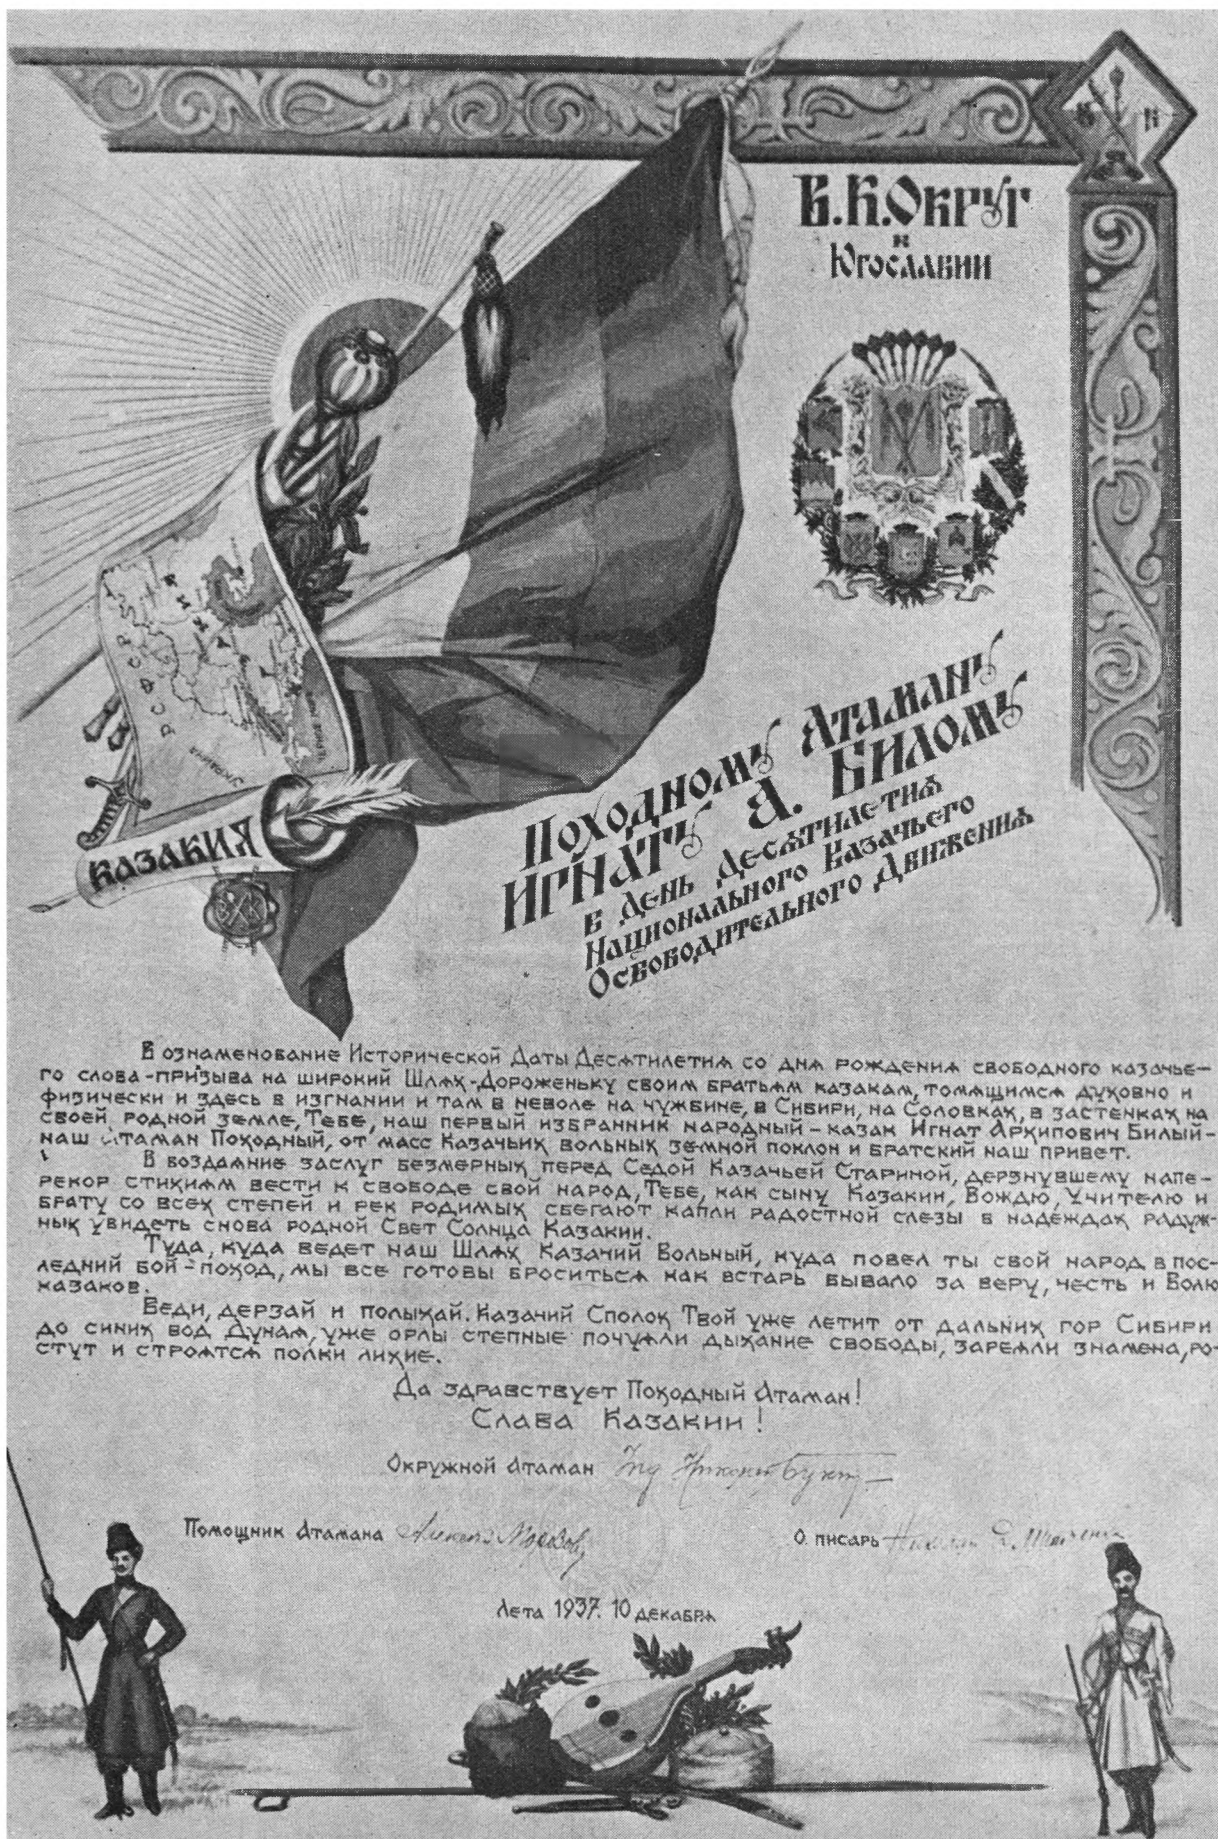 В.К. Округ
в
Югославии
РСФСР
УКРАИНА
КАЗАКИЯ
Походному Атаману
Игнату А. Билому
в день десятилетия
Национального Казачьего
Освободительного Движения
В ознаменование Исторической Даты Десятилетия со дня рождения свободного казачье-
го слова-призыва на широкий Шлях-Дороженьку своим братьям казакам, томящимся духовно и
физически и здесь в изгнании и там в неволе на чужбине, в Сибири, на Соловках, в застенках на
своей родной земле, Тебе, наш первый избранник народный – казак Игнат Архипович Билый-
наш Атаман Походный, от масс Казачьих вольных земной поклон и братский наш привет.
В воздаяние заслуг безмерных перед Седой Казачьей Стариной, дерзнувшему напе-
рекор стихиям вести к свободе свой народ, Тебе, как сыну Казакии, Вождю, Учителю и
брату со всех степей и рек родимых сбегают капли радостной слезы в надеждах радуж-
ных увидеть снова родной Свет Солнца Казакии.
Туда, куда ведет наш Шлях Казачий Вольный, куда повел ты свой народ в пос-
ледний бой-поход, мы все готовы броситься как встарь бывало за веру, честь и Волю
казаков.
Веди, дерзай и полыхай. Казачий Сполох Твой уже летит от дальних гор Сибири
до синих вод Дуная, уже орлы степные почуяли дыхание свободы, зареяли знамена, ро-
стут и строятся полки лихие.
Да здравствует Походный Атаман!
Слава Казакии!
Окружной Атаман
Помощник Атамана
О. писарь
Лета 1937. 10 декабря